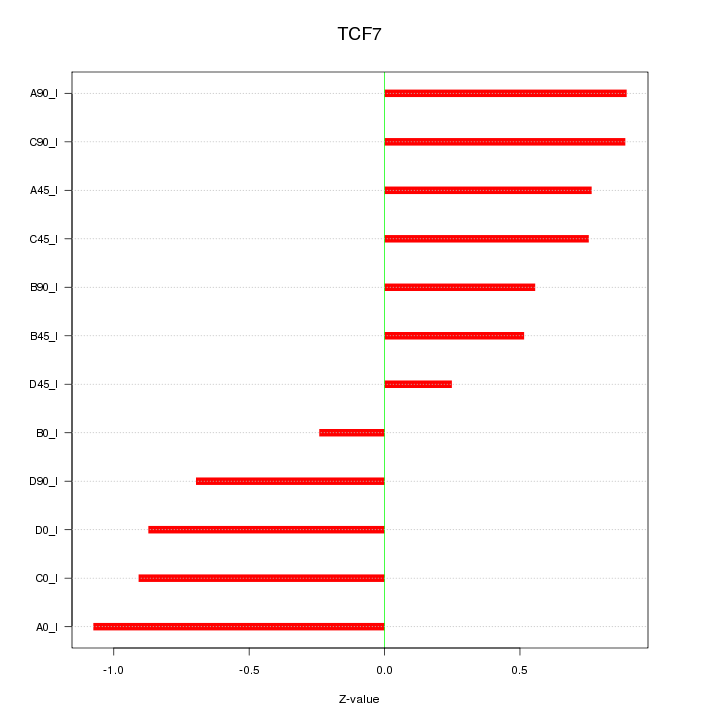 TCF7
A90_I
C90_I
A45_I
C45_I
B90_I
B45_I
D45_I
B0_I
D90_I
D0_I
C0_I
A0_I
-1.0 -0.5 0.0 0.5
Z-value